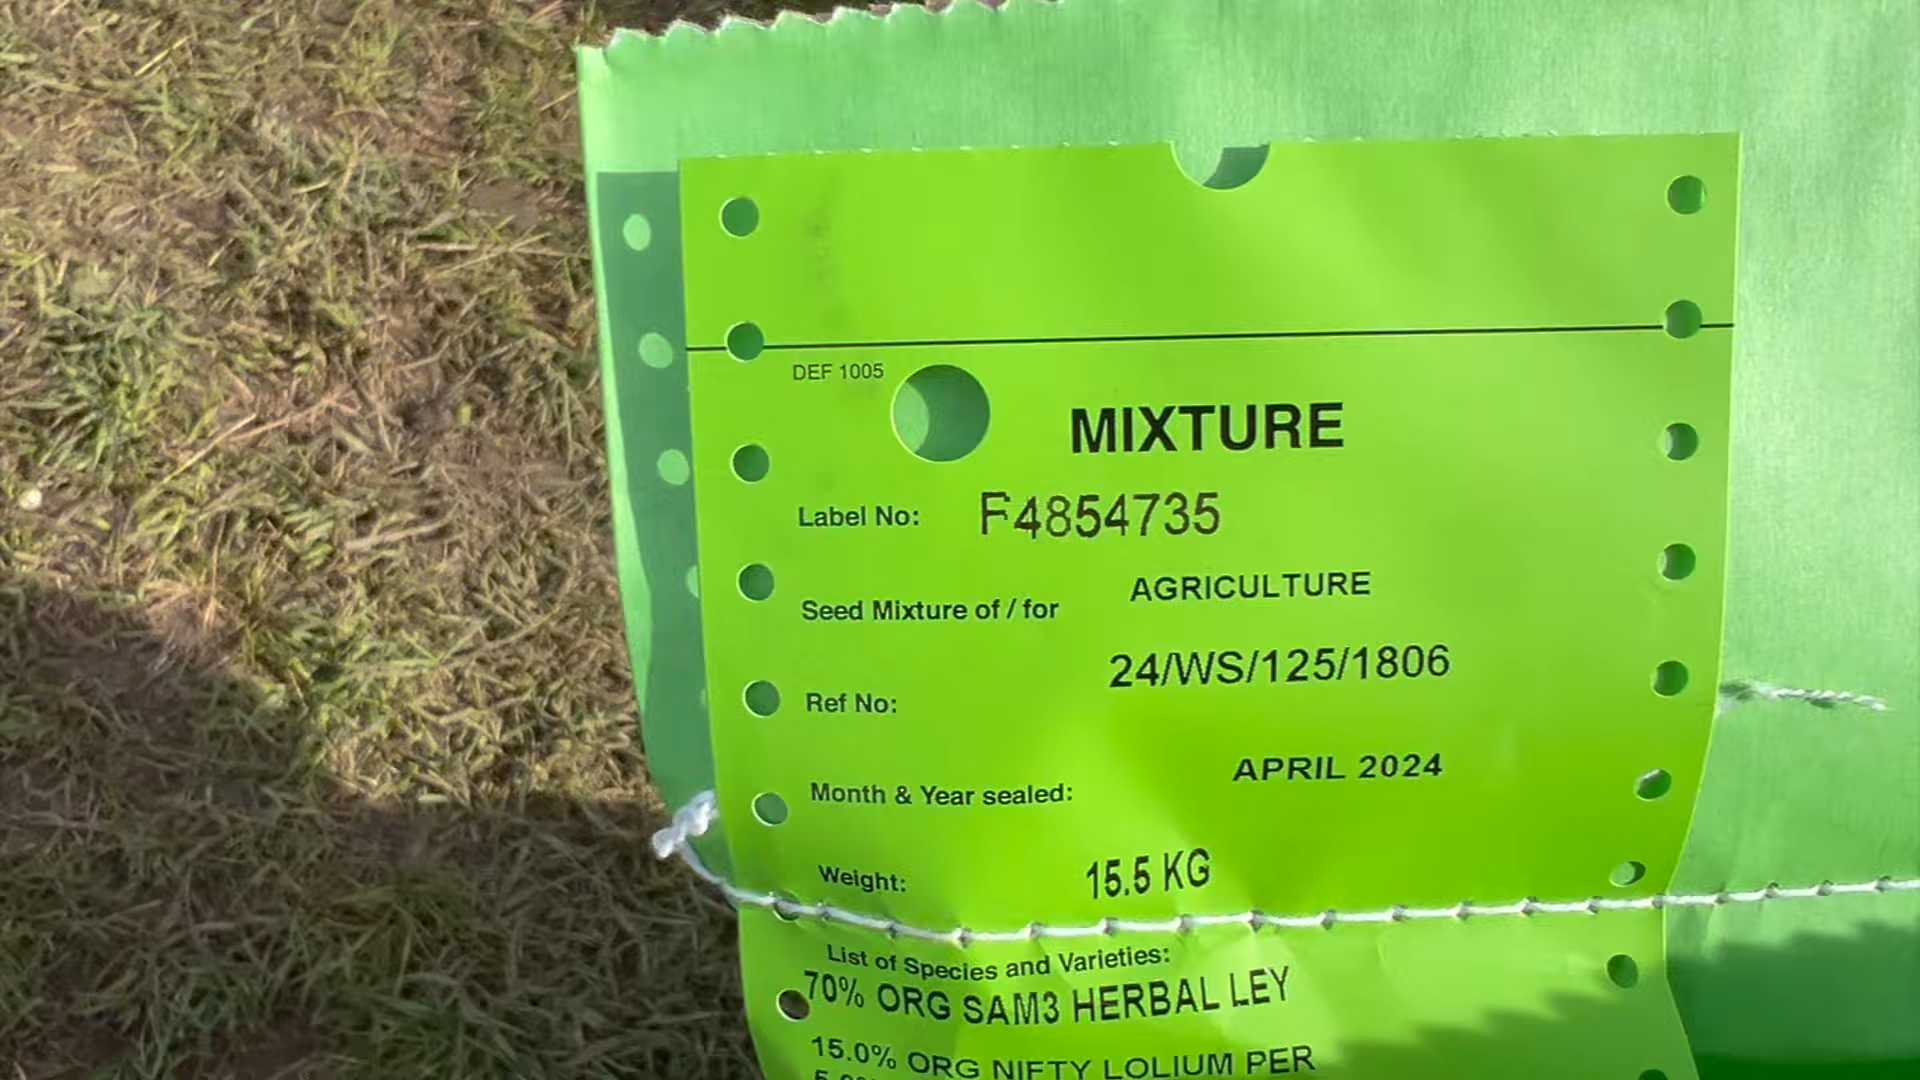 DEF 1005
MIXTURE
Label No: F4854735
Seed Mixture of / for AGRICULTURE
Ref No: 24/WS/125/1806
Month & Year sealed: APRIL 2024
Weight: 15.5 KG
List of Species and Varieties:
70% ORG SAM3 HERBAL LEY
15.0% ORG NIFTY LOLIUM PER